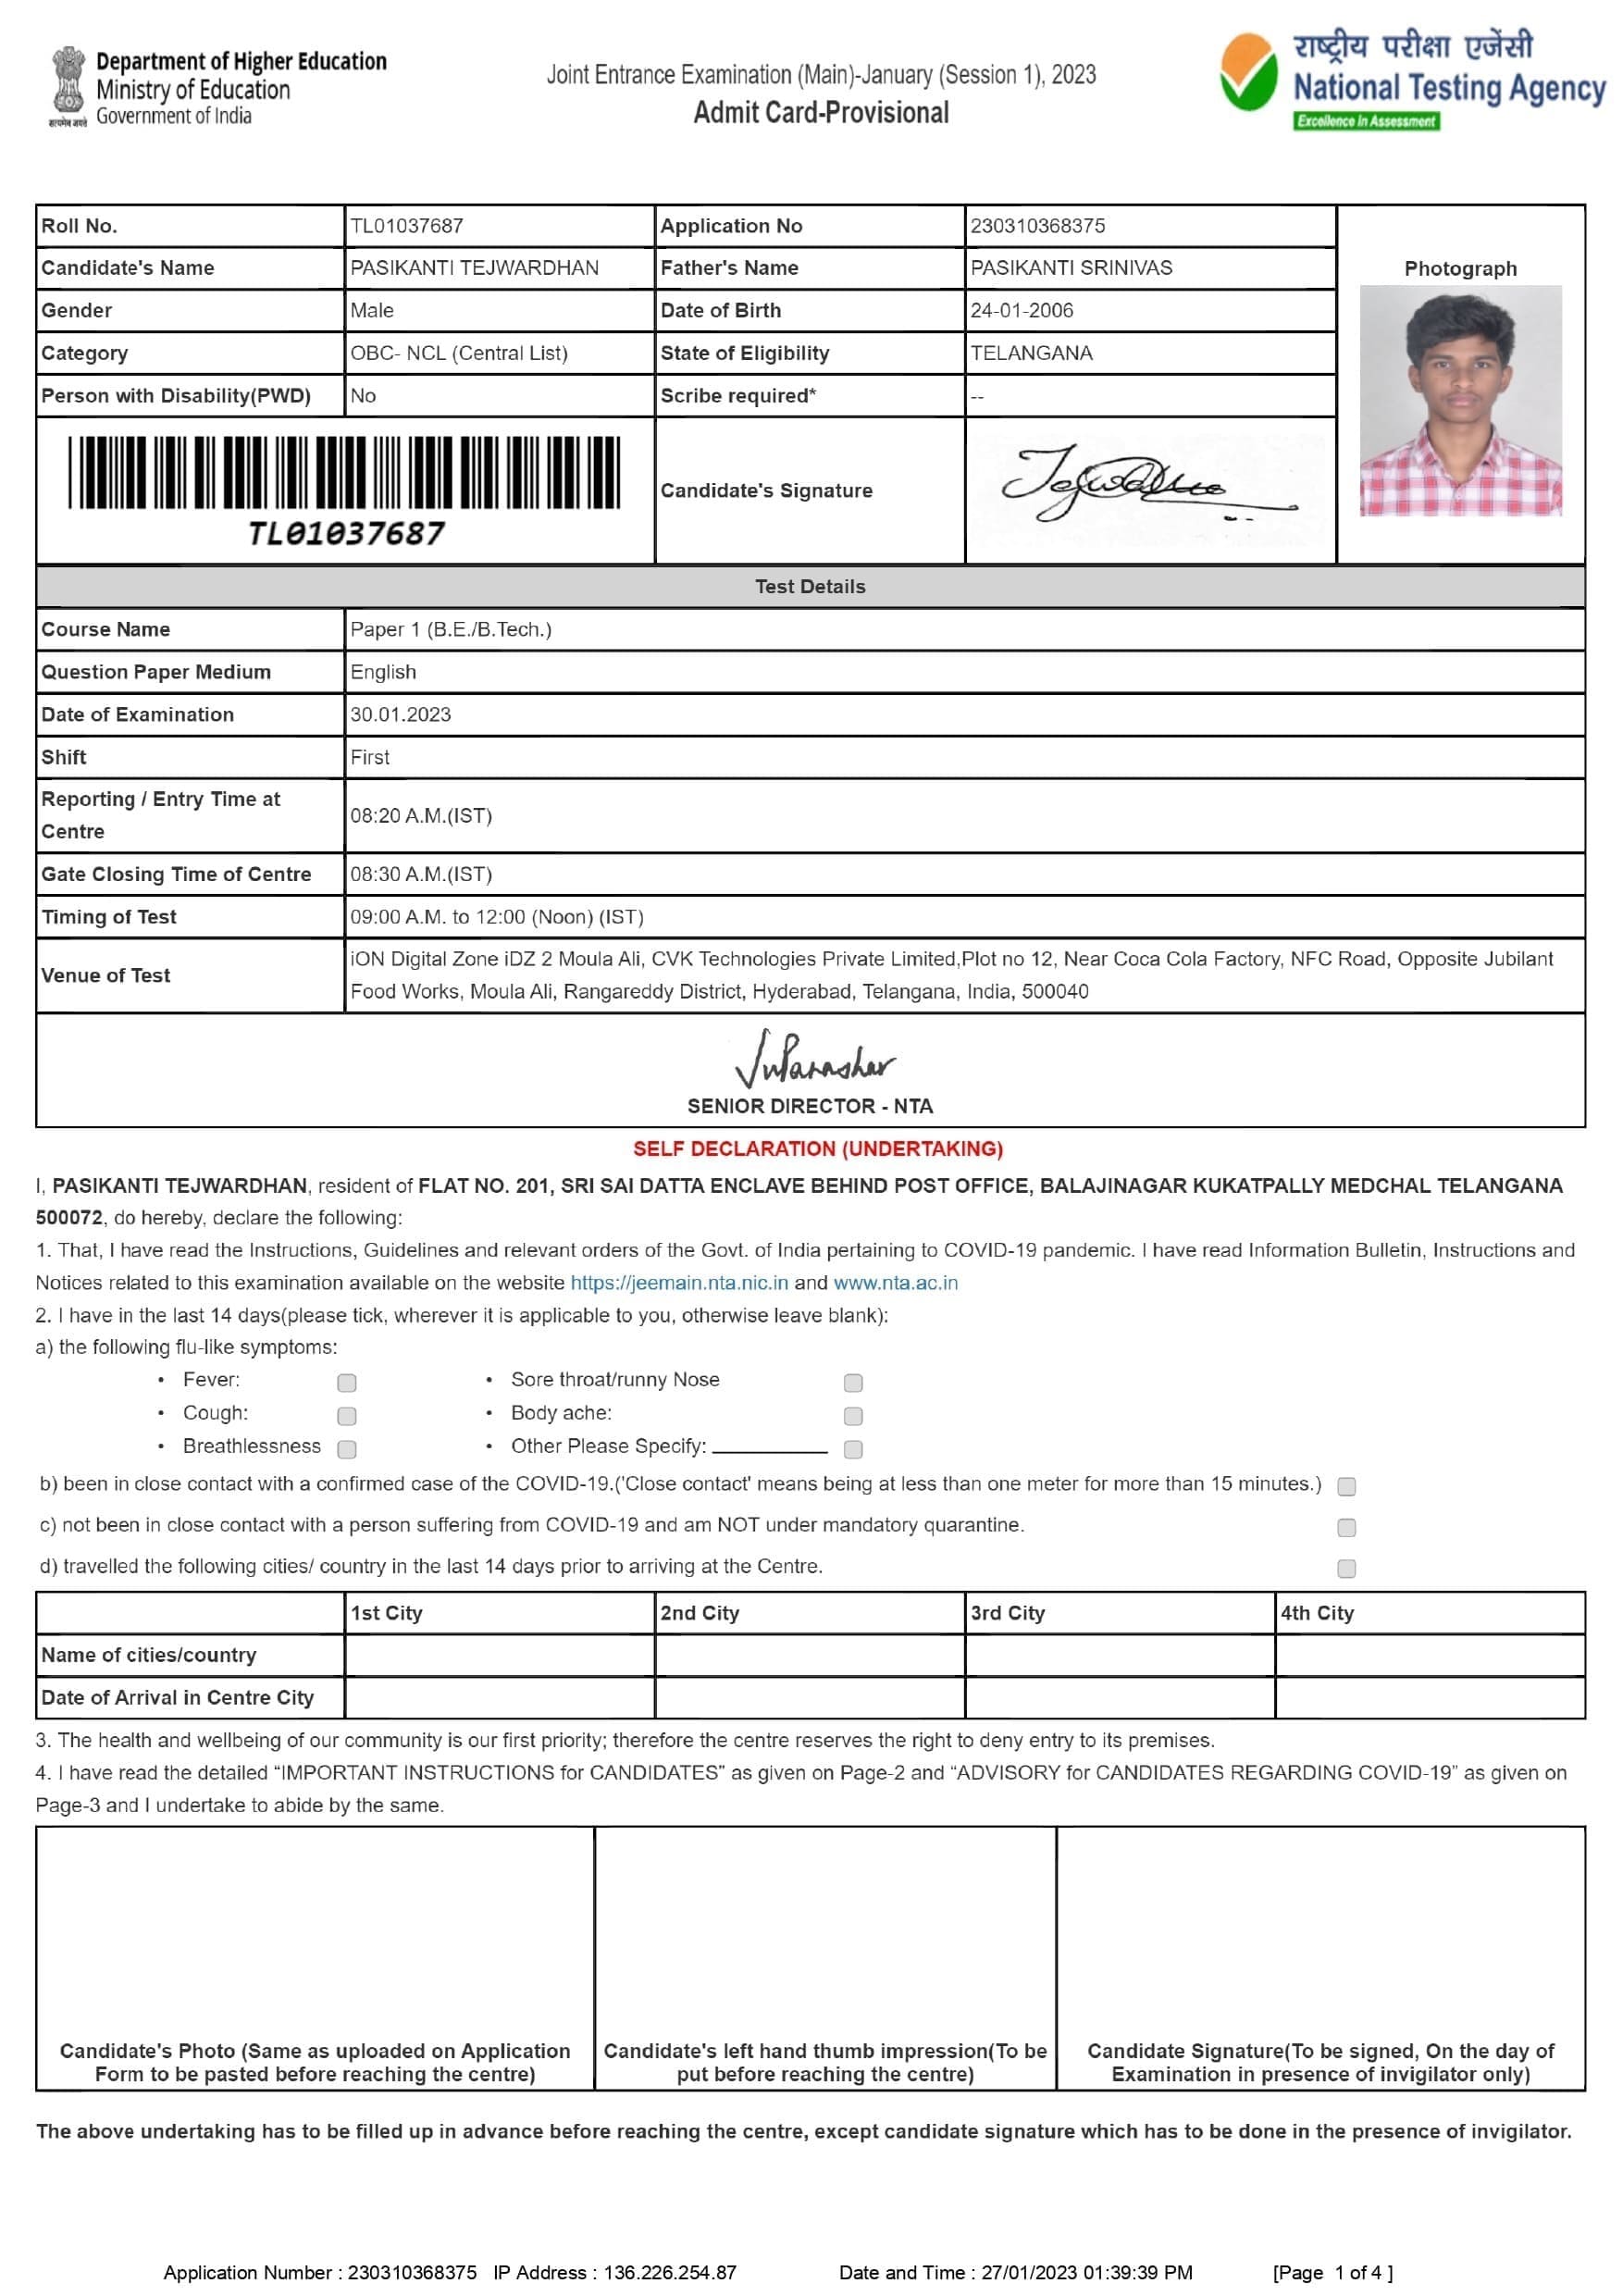 Department of Higher Education
Ministry of Education
Government of India
सत्यमेव जयते
Joint Entrance Examination (Main)-January (Session 1), 2023
Admit Card-Provisional
राष्ट्रीय परीक्षा एजेंसी
National Testing Agency
Excellence in Assessment
Roll No. TL01037687 Application No 230310368375
Candidate's Name PASIKANTI TEJWARDHAN Father's Name PASIKANTI SRINIVAS
Photograph
Gender Male Date of Birth 24-01-2006
Category OBC- NCL (Central List) State of Eligibility TELANGANA
Person with Disability(PWD) No Scribe required* --
TL01037687
Candidate's Signature
Test Details
Course Name Paper 1 (B.E./B.Tech.)
Question Paper Medium English
Date of Examination 30.01.2023
Shift First
Reporting / Entry Time at
Centre
08:20 A.M.(IST)
Gate Closing Time of Centre 08:30 A.M.(IST)
Timing of Test 09:00 A.M. to 12:00 (Noon) (IST)
Venue of Test
iON Digital Zone iDZ 2 Moula Ali, CVK Technologies Private Limited,Plot no 12, Near Coca Cola Factory, NFC Road, Opposite Jubilant
Food Works, Moula Ali, Rangareddy District, Hyderabad, Telangana, India, 500040
SENIOR DIRECTOR - NTA
SELF DECLARATION (UNDERTAKING)
I, PASIKANTI TEJWARDHAN, resident of FLAT NO. 201, SRI SAI DATTA ENCLAVE BEHIND POST OFFICE, BALAJINAGAR KUKATPALLY MEDCHAL TELANGANA
500072, do hereby, declare the following:
1. That, I have read the Instructions, Guidelines and relevant orders of the Govt. of India pertaining to COVID-19 pandemic. I have read Information Bulletin, Instructions and
Notices related to this examination available on the website https://jeemain.nta.nic.in and www.nta.ac.in
2. I have in the last 14 days(please tick, wherever it is applicable to you, otherwise leave blank):
a) the following flu-like symptoms:
• Fever: • Sore throat/runny Nose
• Cough: • Body ache:
• Breathlessness • Other Please Specify:
b) been in close contact with a confirmed case of the COVID-19.('Close contact' means being at less than one meter for more than 15 minutes.)
c) not been in close contact with a person suffering from COVID-19 and am NOT under mandatory quarantine.
d) travelled the following cities/ country in the last 14 days prior to arriving at the Centre.
1st City 2nd City 3rd City 4th City
Name of cities/country
Date of Arrival in Centre City
3. The health and wellbeing of our community is our first priority; therefore the centre reserves the right to deny entry to its premises.
4. I have read the detailed “IMPORTANT INSTRUCTIONS for CANDIDATES” as given on Page-2 and “ADVISORY for CANDIDATES REGARDING COVID-19” as given on
Page-3 and I undertake to abide by the same.
Candidate's Photo (Same as uploaded on Application
Form to be pasted before reaching the centre)
Candidate's left hand thumb impression(To be
put before reaching the centre)
Candidate Signature(To be signed, On the day of
Examination in presence of invigilator only)
The above undertaking has to be filled up in advance before reaching the centre, except candidate signature which has to be done in the presence of invigilator.
Application Number : 230310368375 IP Address : 136.226.254.87 Date and Time : 27/01/2023 01:39:39 PM [Page 1 of 4 ]